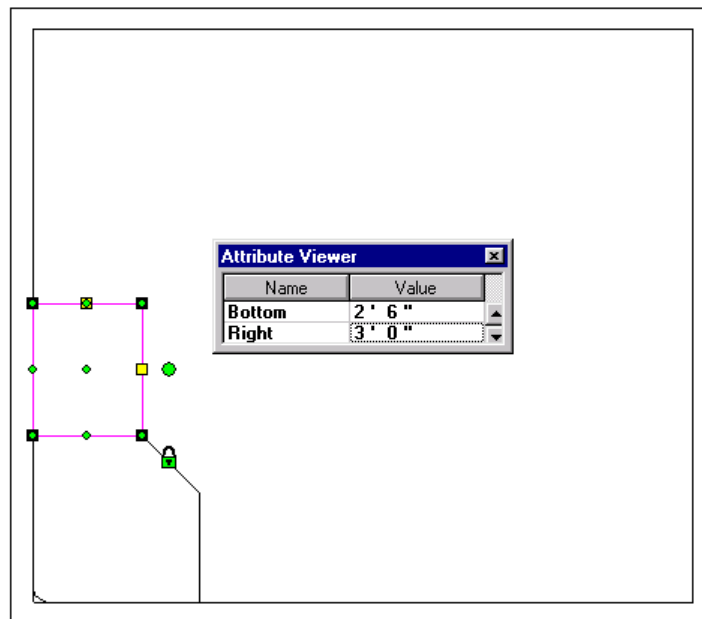 Attribute Viewer
Name Value
Bottom 2 ' 6 "
Right 3 ' 0 "